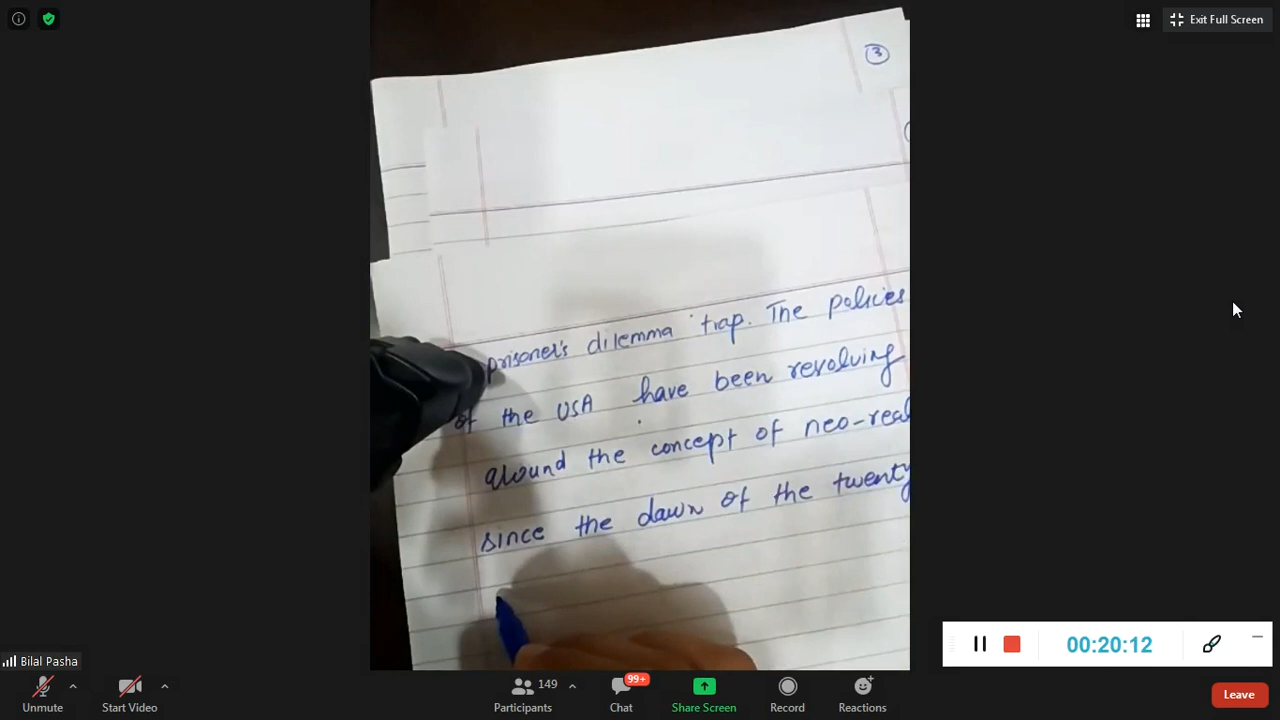 Exit Full Screen
3
prisoner's dilemma trap. The policies
of the USA have been revolving
around the concept of neo-real
since the dawn of the twenty
00:20:12
Bilal Pasha
99+
149
Unmute
Start Video
Participants
Chat
Share Screen
Record
Reactions
Leave